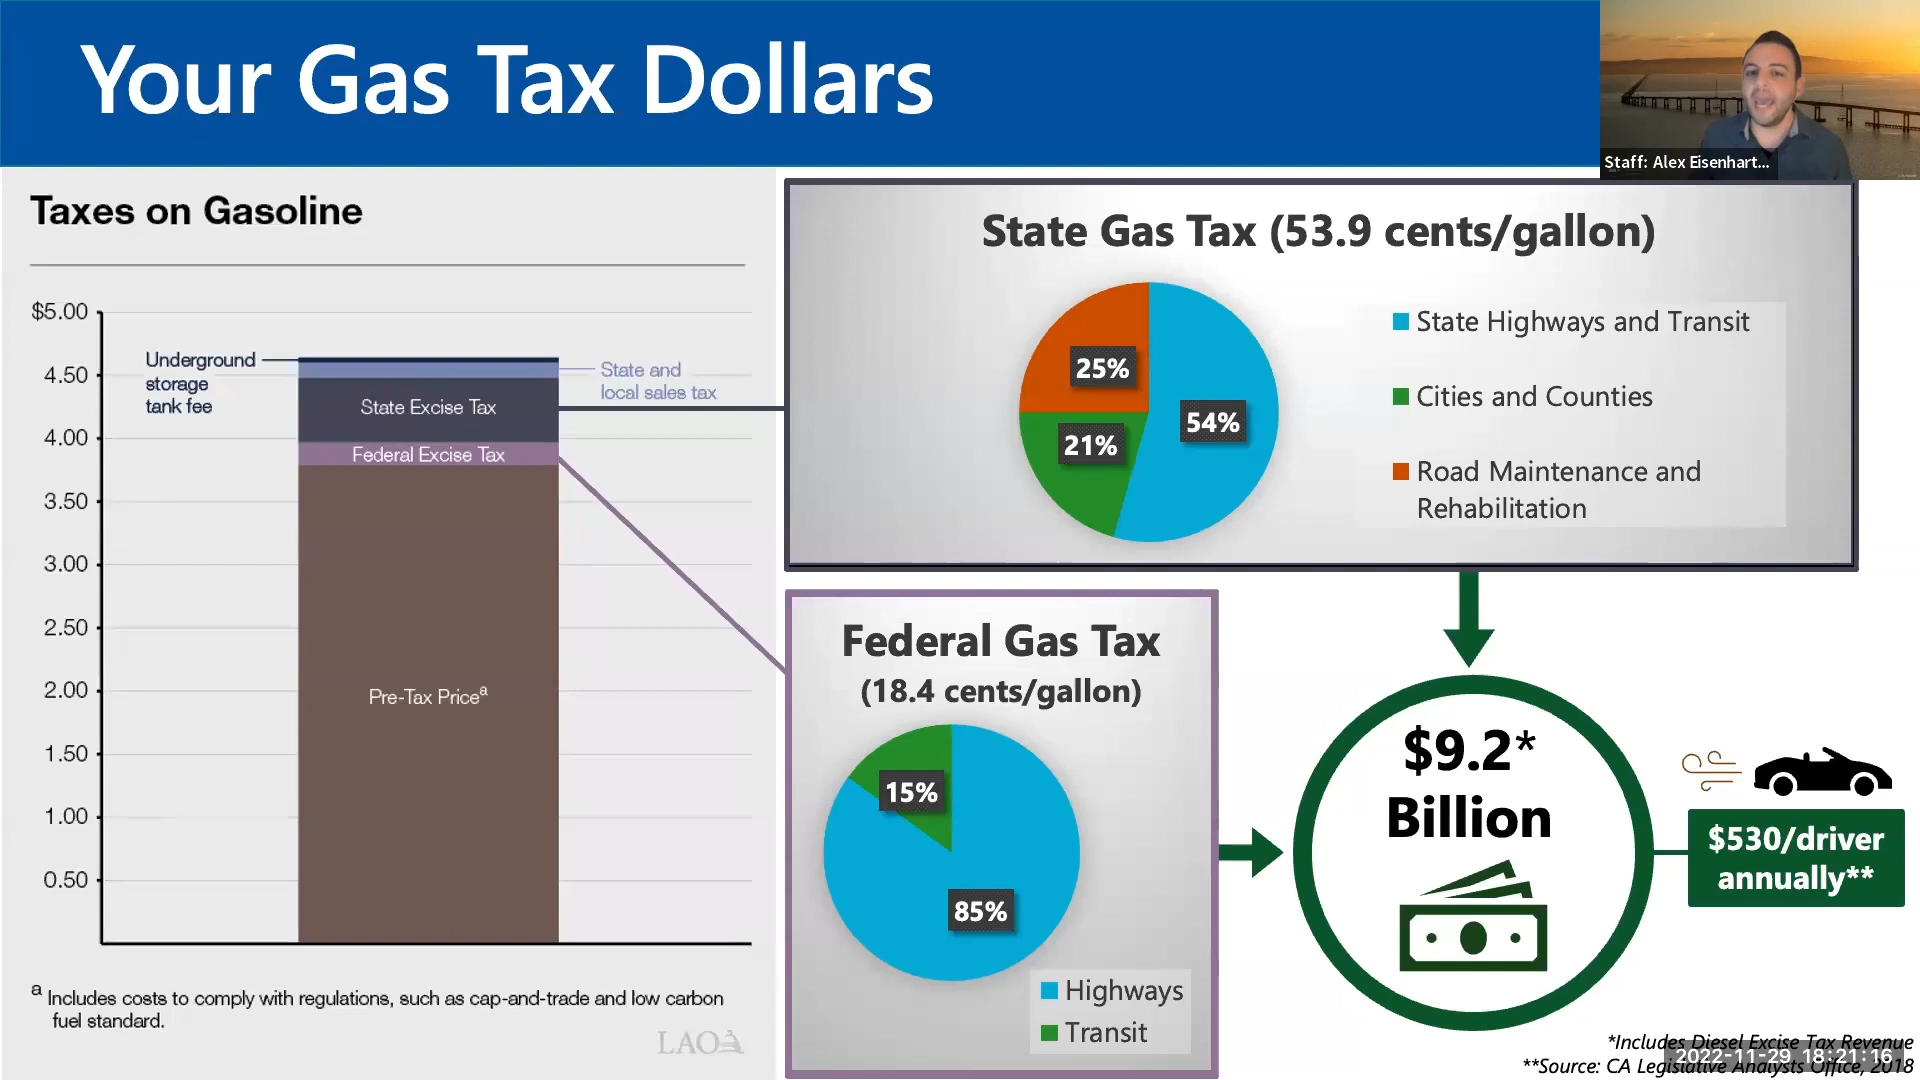 Your Gas Tax Dollars
Staff: Alex Eisenhart...
Taxes on Gasoline
$5.00
4.50
4.00
3.50
3.00
2.50
2.00
1.50
1.00
0.50
Underground
storage
tank fee
State and
local sales tax
State Excise Tax
Federal Excise Tax
Pre-Tax Priceª
ª Includes costs to comply with regulations, such as cap-and-trade and low carbon
fuel standard.
LAO
State Gas Tax (53.9 cents/gallon)
25%
54%
21%
State Highways and Transit
Cities and Counties
Road Maintenance and
Rehabilitation
Federal Gas Tax
(18.4 cents/gallon)
15%
85%
Highways
Transit
$9.2*
Billion
$530/driver
annually**
*Includes Diesel Excise Tax Revenue
**Source: CA Legislative Analysts Office, 2018
2022-11-29 18:21:16